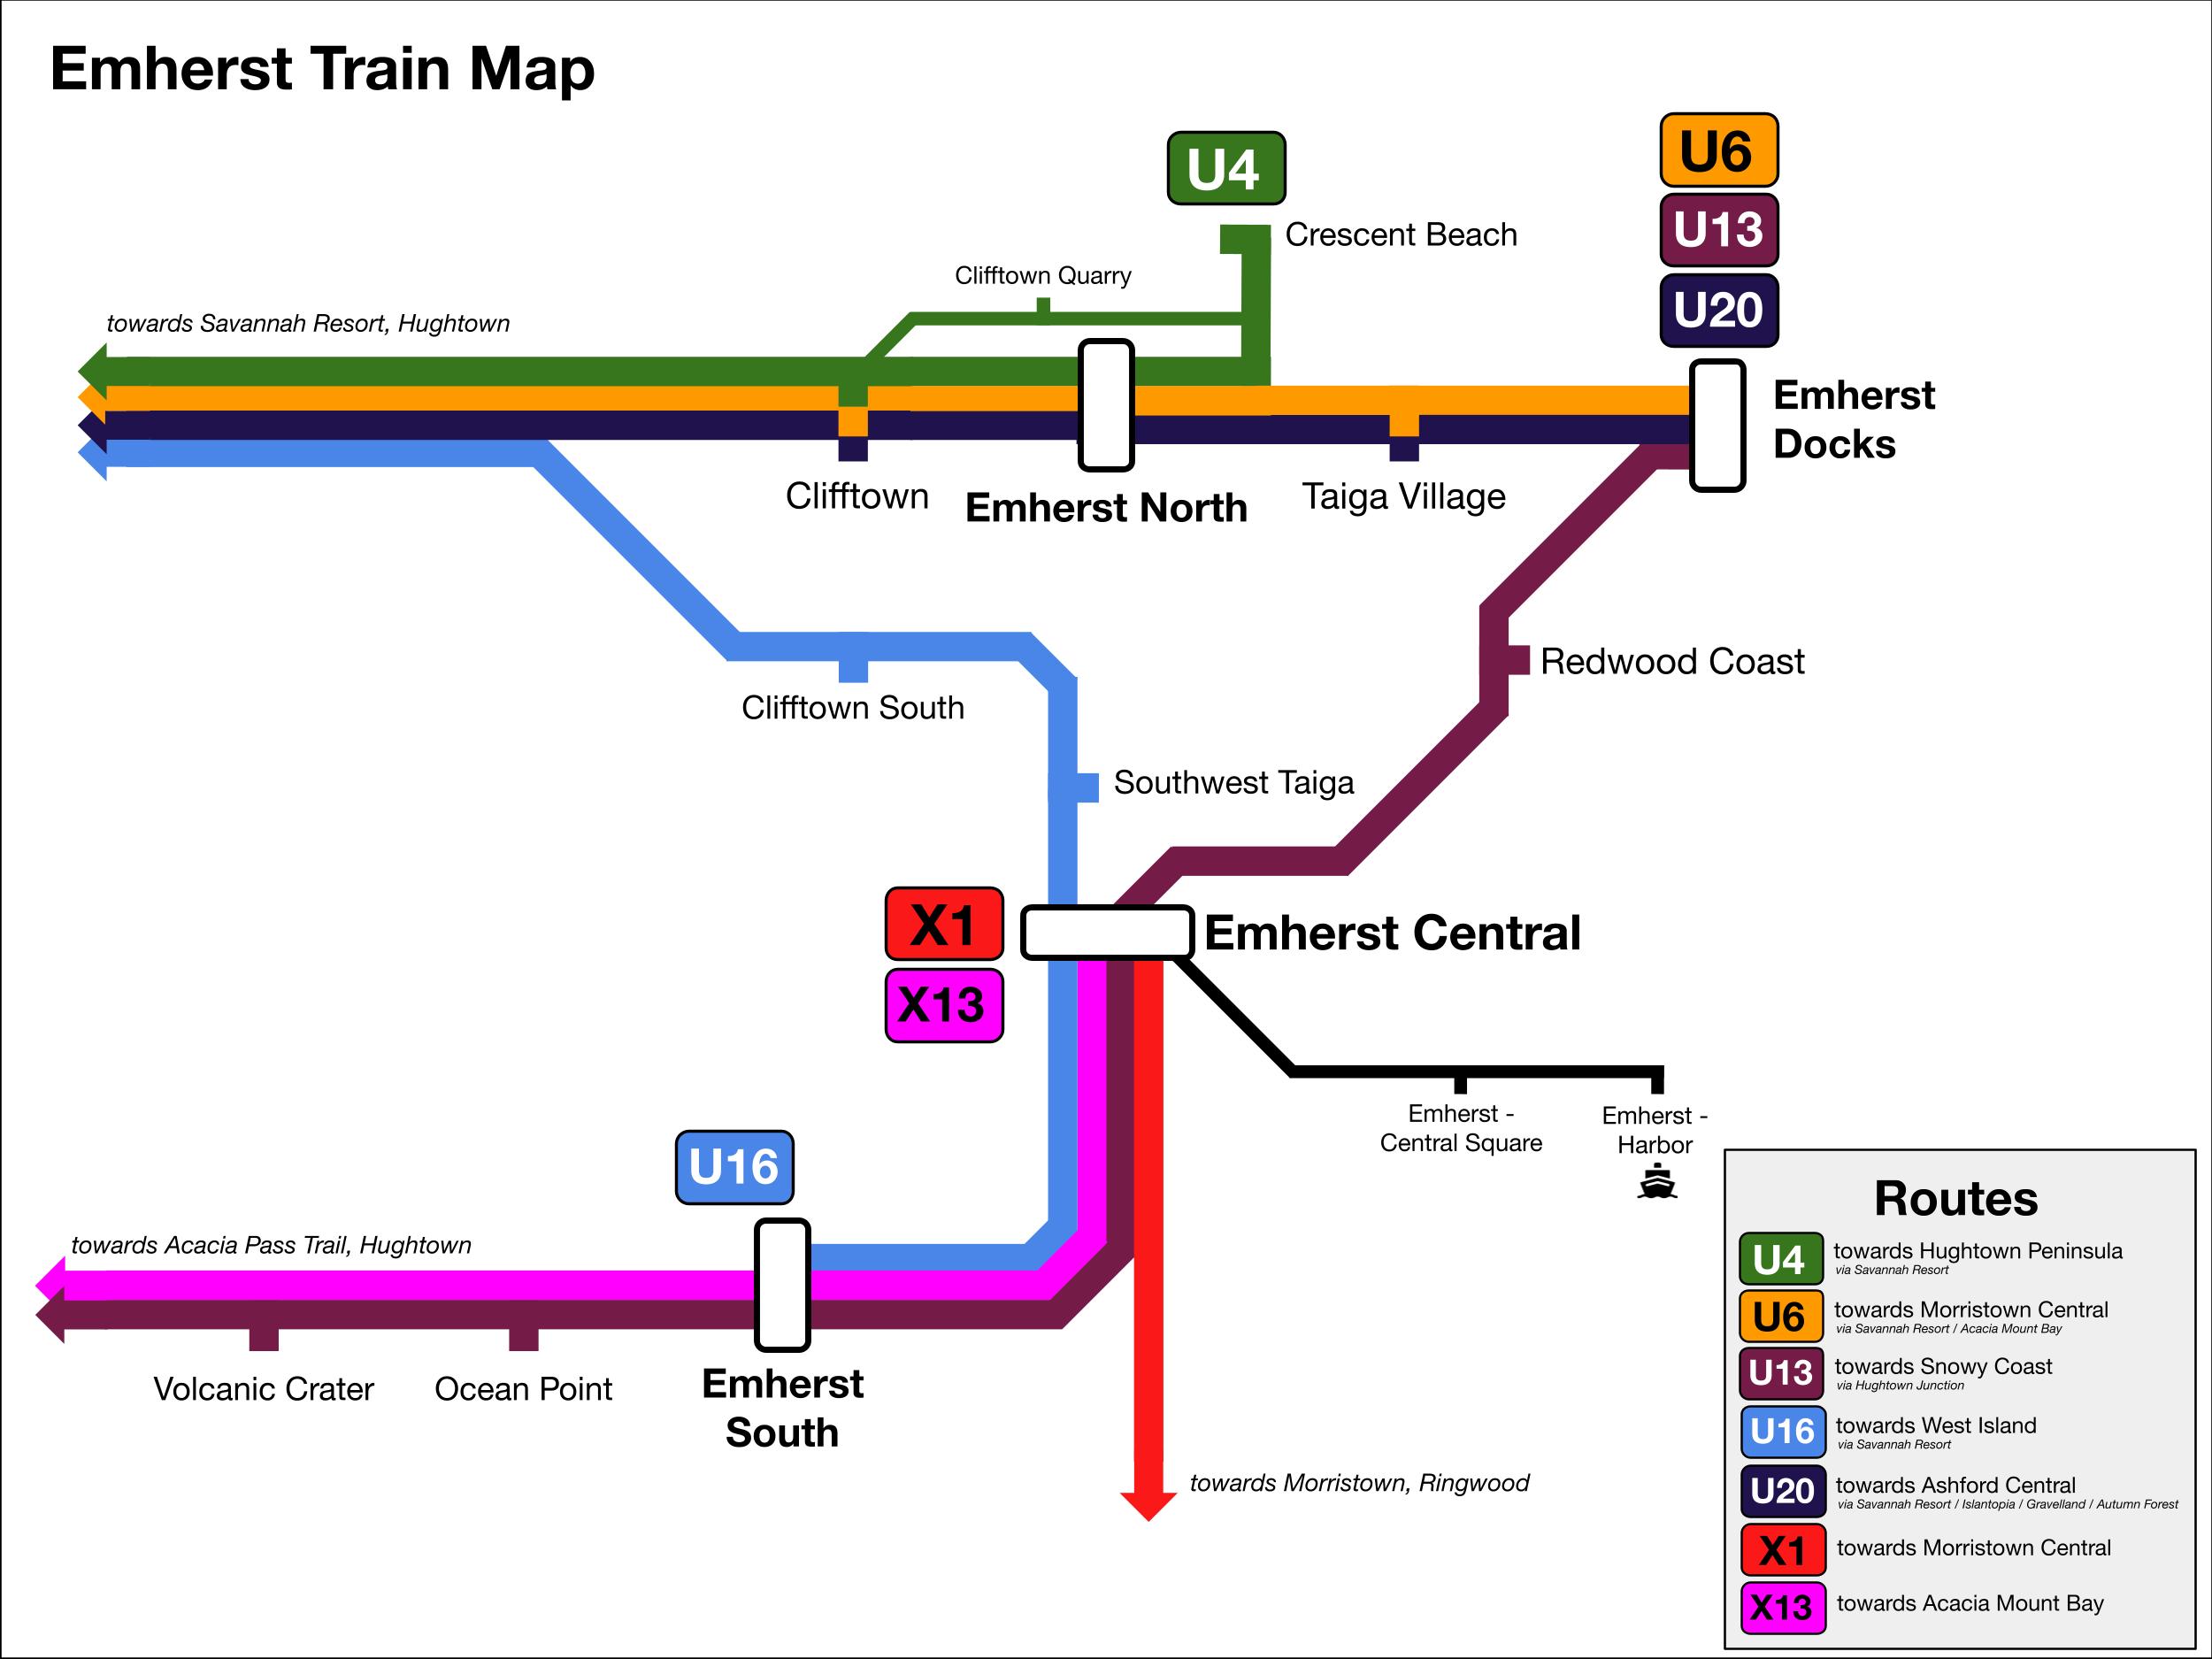 Emherst Train Map
U4
U6
U13
U20
Crescent Beach
Clifftown Quarry
towards Savannah Resort, Hughtown
Emherst
Docks
Clifftown
Emherst North
Taiga Village
Redwood Coast
Clifftown South
Southwest Taiga
X1
X13
Emherst Central
Emherst -
Central Square
Emherst -
Harbor
U16
towards Acacia Pass Trail, Hughtown
Volcanic Crater
Ocean Point
Emherst
South
towards Morristown, Ringwood
Routes
U4 towards Hughtown Peninsula
via Savannah Resort
U6 towards Morristown Central
via Savannah Resort / Acacia Mount Bay
U13 towards Snowy Coast
via Hughtown Junction
U16 towards West Island
via Savannah Resort
U20 towards Ashford Central
via Savannah Resort / Islantopia / Gravelland / Autumn Forest
X1 towards Morristown Central
X13 towards Acacia Mount Bay